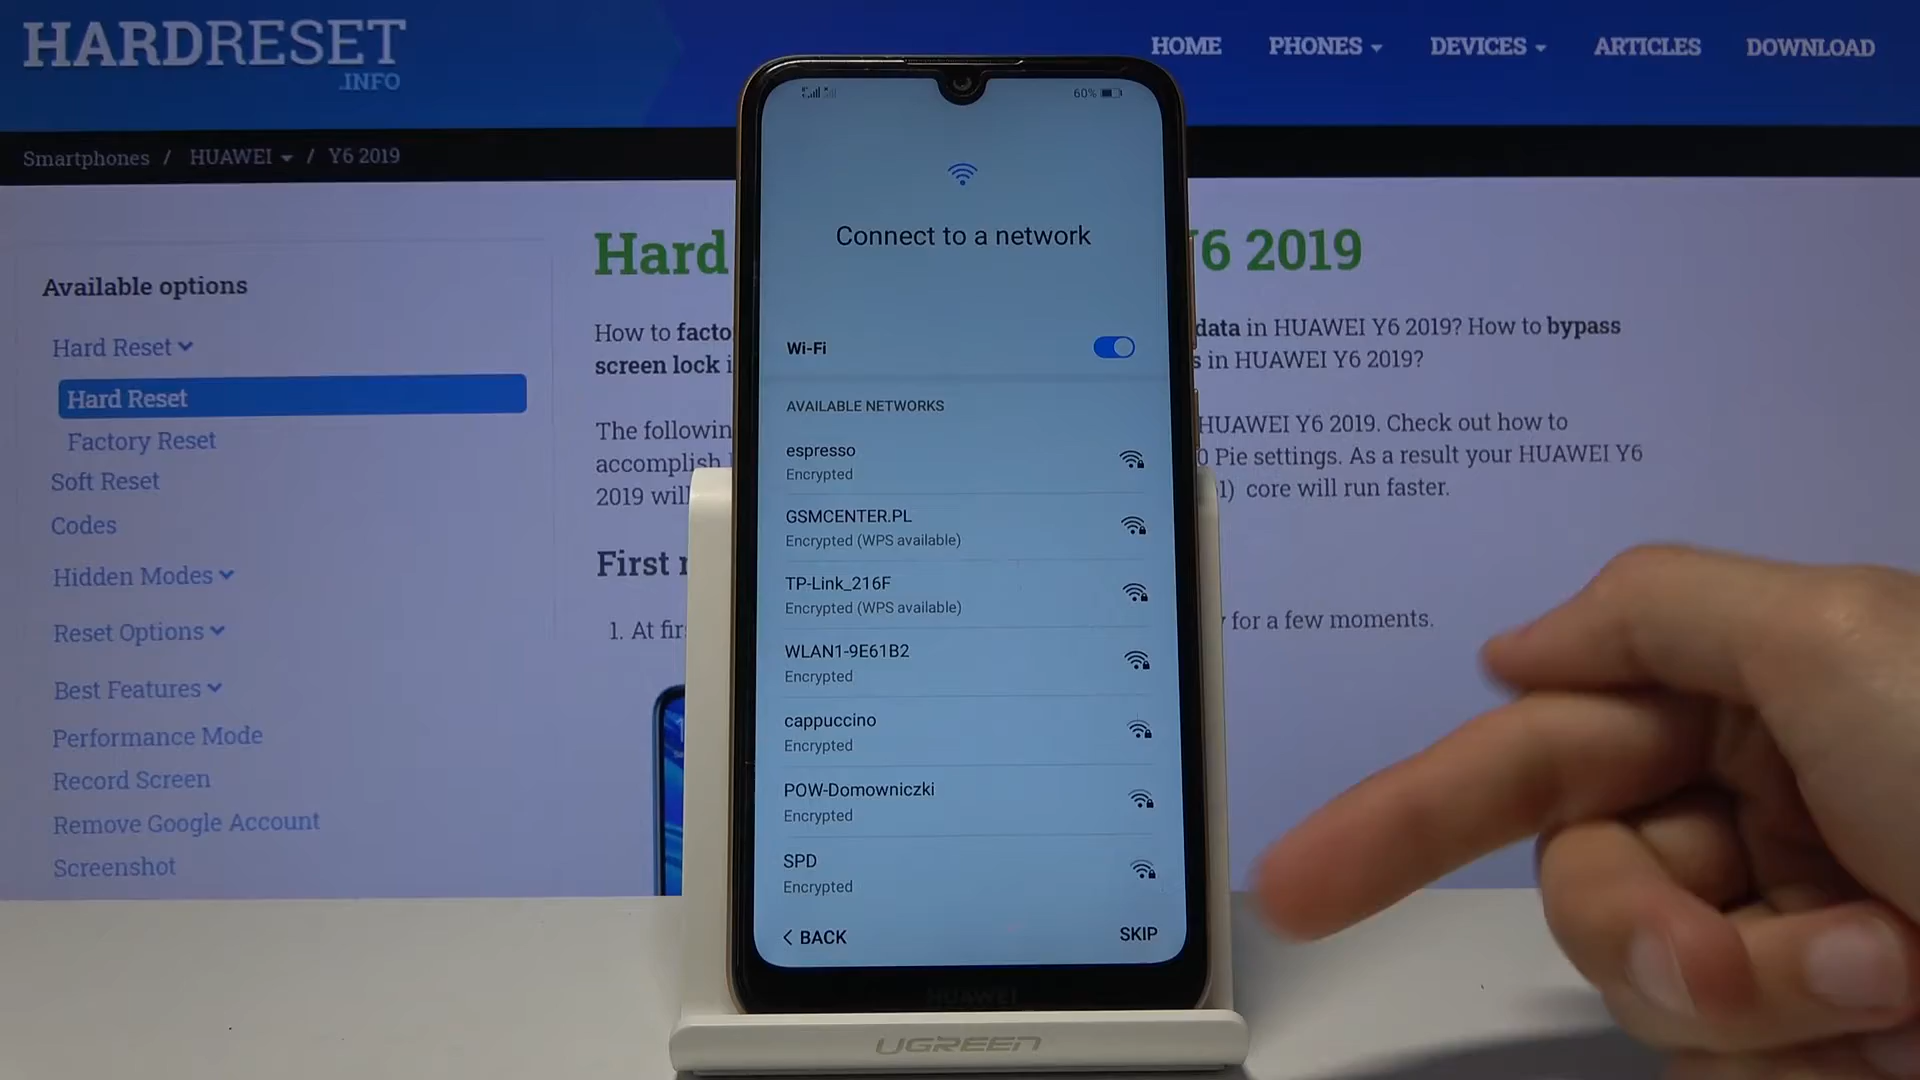 HARDRESET
.INFO
HOME PHONES DEVICES ARTICLES DOWNLOAD
Smartphones / HUAWEI / Y6 2019
Available options
Hard Reset
Hard Reset
Factory Reset
Soft Reset
Codes
Hidden Modes
Reset Options
Best Features
Performance Mode
Record Screen
Remove Google Account
Screenshot
Hard
6 2019
How to
data in HUAWEI Y6 2019? How to bypass
screen lock
in HUAWEI Y6 2019?
The
HUAWEI Y6 2019. Check out how to
accomplish
Pie settings. As a result your HUAWEI Y6
2019
core will run faster.
First
1. At
for a few moments.
60%
Connect to a network
Wi-Fi
AVAILABLE NETWORKS
espresso
Encrypted
GSMCENTER.PL
Encrypted (WPS available)
TP-Link_216F
Encrypted (WPS available)
WLAN1-9E61B2
Encrypted
cappuccino
Encrypted
POW-Domowniczki
Encrypted
SPD
Encrypted
< BACK
SKIP
HUAWEI
UGREEN